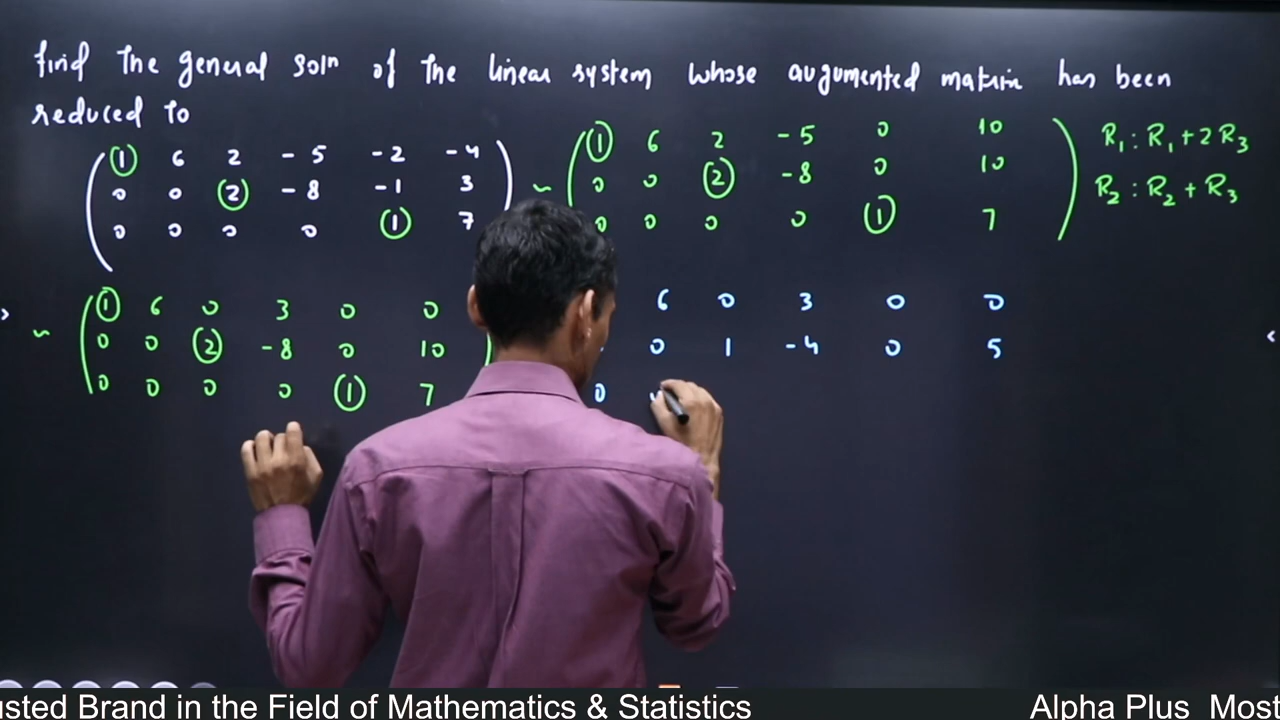 find The general solⁿ of The linear system whose augumented matrix has been
reduced to
1 6 2 -5 -2 -4
0 0 2 -8 -1 3
0 0 0 0 1 7
~ 1 6 2 -5 0 10
0 0 2 -8 0 10
0 0 0 0 1 7
R₁ : R₁ + 2 R₃
R₂ : R₂ + R₃
~ 1 6 0 3 0 0
0 0 2 -8 0 10
0 0 0 0 1 7
6 0 3 0 0
0 1 -4 0 5
0
usted Brand in the Field of Mathematics & Statistics
Alpha Plus Most